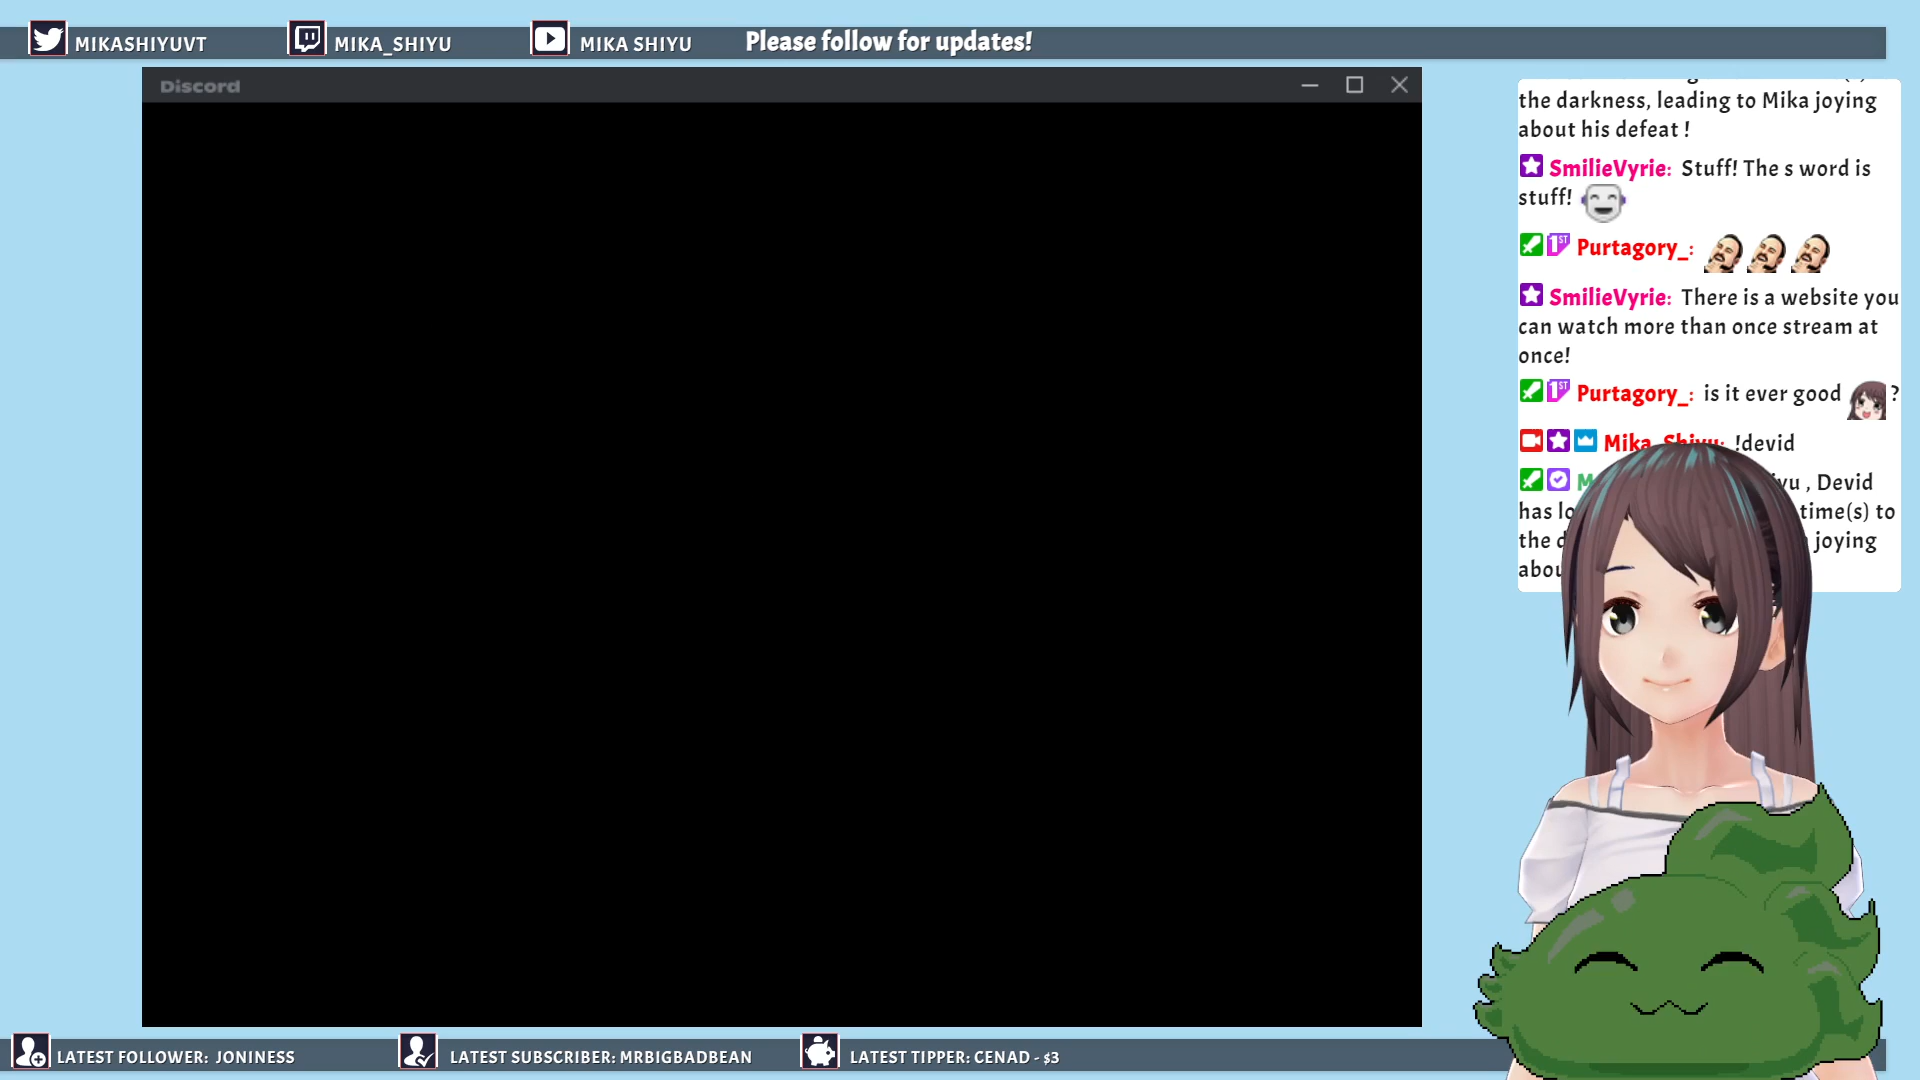 MIKASHIYUVT
MIKA_SHIYU
MIKA SHIYU
Please follow for updates!
Discord
the darkness, leading to Mika joying
about his defeat !
SmilieVyrie: Stuff! The s word is
stuff!
1ST Purtagory_:
SmilieVyrie: There is a website you
can watch more than once stream at
once!
1ST Purtagory_: is it ever good ?
Mika_Shiyu: !devid
, Devid
has time(s) to
the joying
LATEST FOLLOWER: JONINESS
LATEST SUBSCRIBER: MRBIGBADBEAN
LATEST TIPPER: CENAD - $3